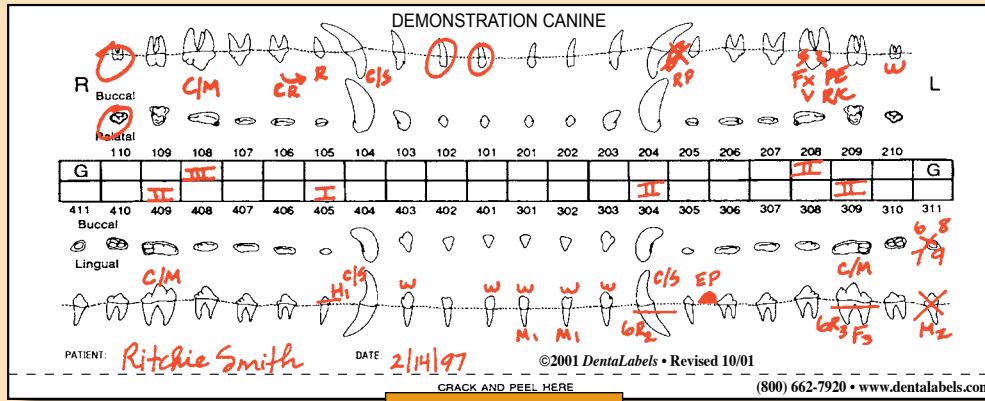 DEMONSTRATION CANINE
R L
C/M CR R C/S RP FX PE W
V R/C
Buccal
Palatal
110 109 108 107 106 105 104 103 102 101 201 202 203 204 205 206 207 208 209 210
G III II G
II I II II
411 410 409 408 407 406 405 404 403 402 401 301 302 303 304 305 306 307 308 309 310 311
Buccal
6 8
7 9
Lingual
C/M H1 C/S W W W W W C/S EP C/M
M1 M1 GR2 GR3 F3 M2
PATIENT: Ritchie Smith DATE: 2/14/97 ©2001 DentaLabels • Revised 10/01
CRACK AND PEEL HERE (800) 662-7920 • www.dentalabels.com